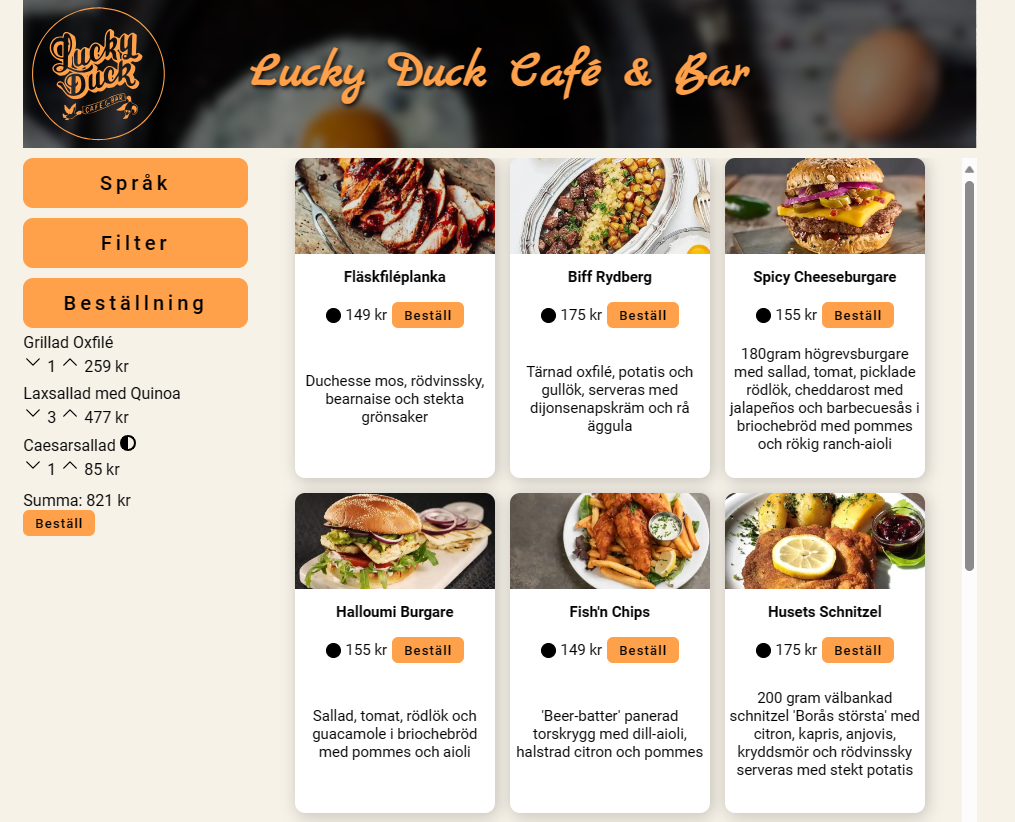 Lucky
Duck
CAFÉ & BAR
Lucky Duck Café & Bar
Språk
Filter
Beställning
Grillad Oxfilé
1 259 kr
Laxsallad med Quinoa
3 477 kr
Caesarsallad
1 85 kr
Summa: 821 kr
Beställ
Fläskfiléplanka
149 kr Beställ
Duchesse mos, rödvinssky,
bearnaise och stekta
grönsaker
Biff Rydberg
175 kr Beställ
Tärnad oxfilé, potatis och
gullök, serveras med
dijonsenapskräm och rå
äggula
Spicy Cheeseburgare
155 kr Beställ
180gram högrevsburgare
med sallad, tomat, picklade
rödlök, cheddarost med
jalapeños och barbecuesås i
briochebröd med pommes
och rökig ranch-aioli
Halloumi Burgare
155 kr Beställ
Sallad, tomat, rödlök och
guacamole i briochebröd
med pommes och aioli
Fish'n Chips
149 kr Beställ
'Beer-batter' panerad
torskrygg med dill-aioli,
halstrad citron och pommes
Husets Schnitzel
175 kr Beställ
200 gram välbankad
schnitzel 'Borås största' med
citron, kapris, anjovis,
kryddsmör och rödvinssky
serveras med stekt potatis